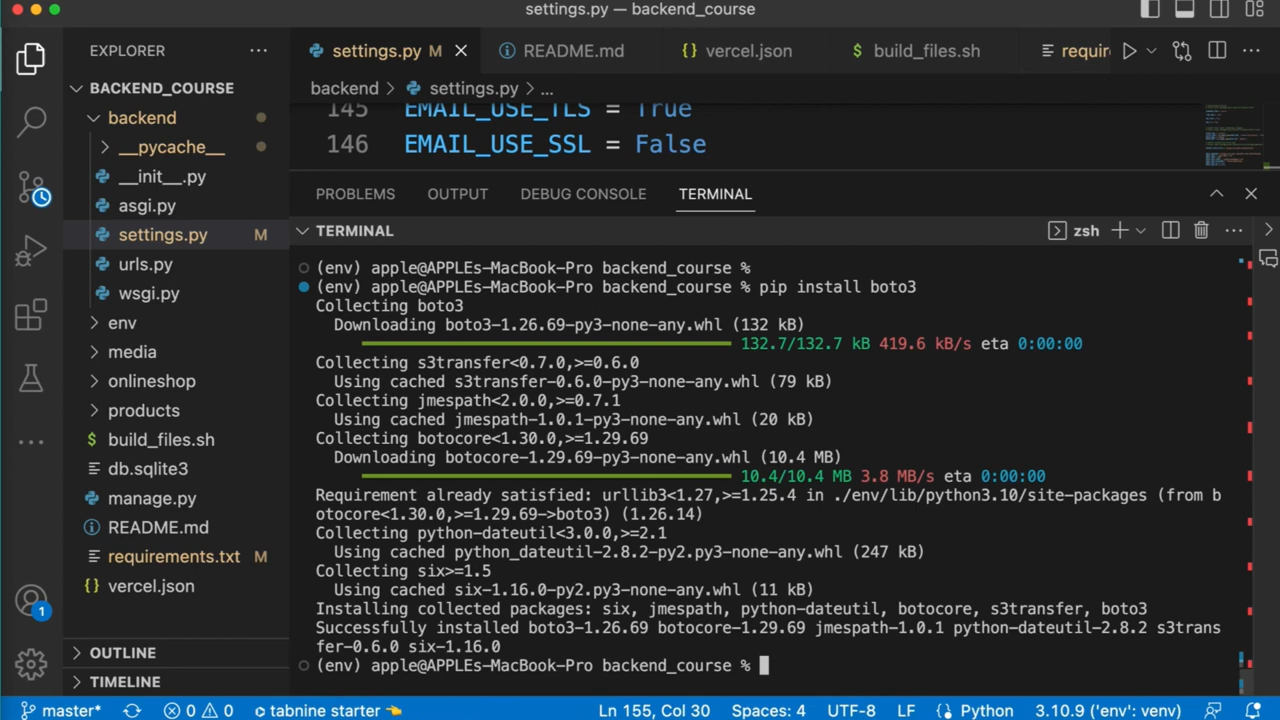 settings.py — backend_course
EXPLORER
settings.py M
README.md
vercel.json
build_files.sh
requir
BACKEND_COURSE
backend > settings.py > ...
backend
__pycache__
__init__.py
asgi.py
settings.py M
urls.py
wsgi.py
env
media
onlineshop
products
build_files.sh
db.sqlite3
manage.py
README.md
requirements.txt M
vercel.json
OUTLINE
TIMELINE
145 EMAIL_USE_TLS = True
146 EMAIL_USE_SSL = False
PROBLEMS OUTPUT DEBUG CONSOLE TERMINAL
TERMINAL
zsh
(env) apple@APPLEs-MacBook-Pro backend_course %
(env) apple@APPLEs-MacBook-Pro backend_course % pip install boto3
Collecting boto3
Downloading boto3-1.26.69-py3-none-any.whl (132 kB)
132.7/132.7 kB 419.6 kB/s eta 0:00:00
Collecting s3transfer<0.7.0,>=0.6.0
Using cached s3transfer-0.6.0-py3-none-any.whl (79 kB)
Collecting jmespath<2.0.0,>=0.7.1
Using cached jmespath-1.0.1-py3-none-any.whl (20 kB)
Collecting botocore<1.30.0,>=1.29.69
Downloading botocore-1.29.69-py3-none-any.whl (10.4 MB)
10.4/10.4 MB 3.8 MB/s eta 0:00:00
Requirement already satisfied: urllib3<1.27,>=1.25.4 in ./env/lib/python3.10/site-packages (from b
otocore<1.30.0,>=1.29.69->boto3) (1.26.14)
Collecting python-dateutil<3.0.0,>=2.1
Using cached python_dateutil-2.8.2-py2.py3-none-any.whl (247 kB)
Collecting six>=1.5
Using cached six-1.16.0-py2.py3-none-any.whl (11 kB)
Installing collected packages: six, jmespath, python-dateutil, botocore, s3transfer, boto3
Successfully installed boto3-1.26.69 botocore-1.29.69 jmespath-1.0.1 python-dateutil-2.8.2 s3trans
fer-0.6.0 six-1.16.0
(env) apple@APPLEs-MacBook-Pro backend_course %
1
master* 0 0 tabnine starter Ln 155, Col 30 Spaces: 4 UTF-8 LF Python 3.10.9 ('env': venv)